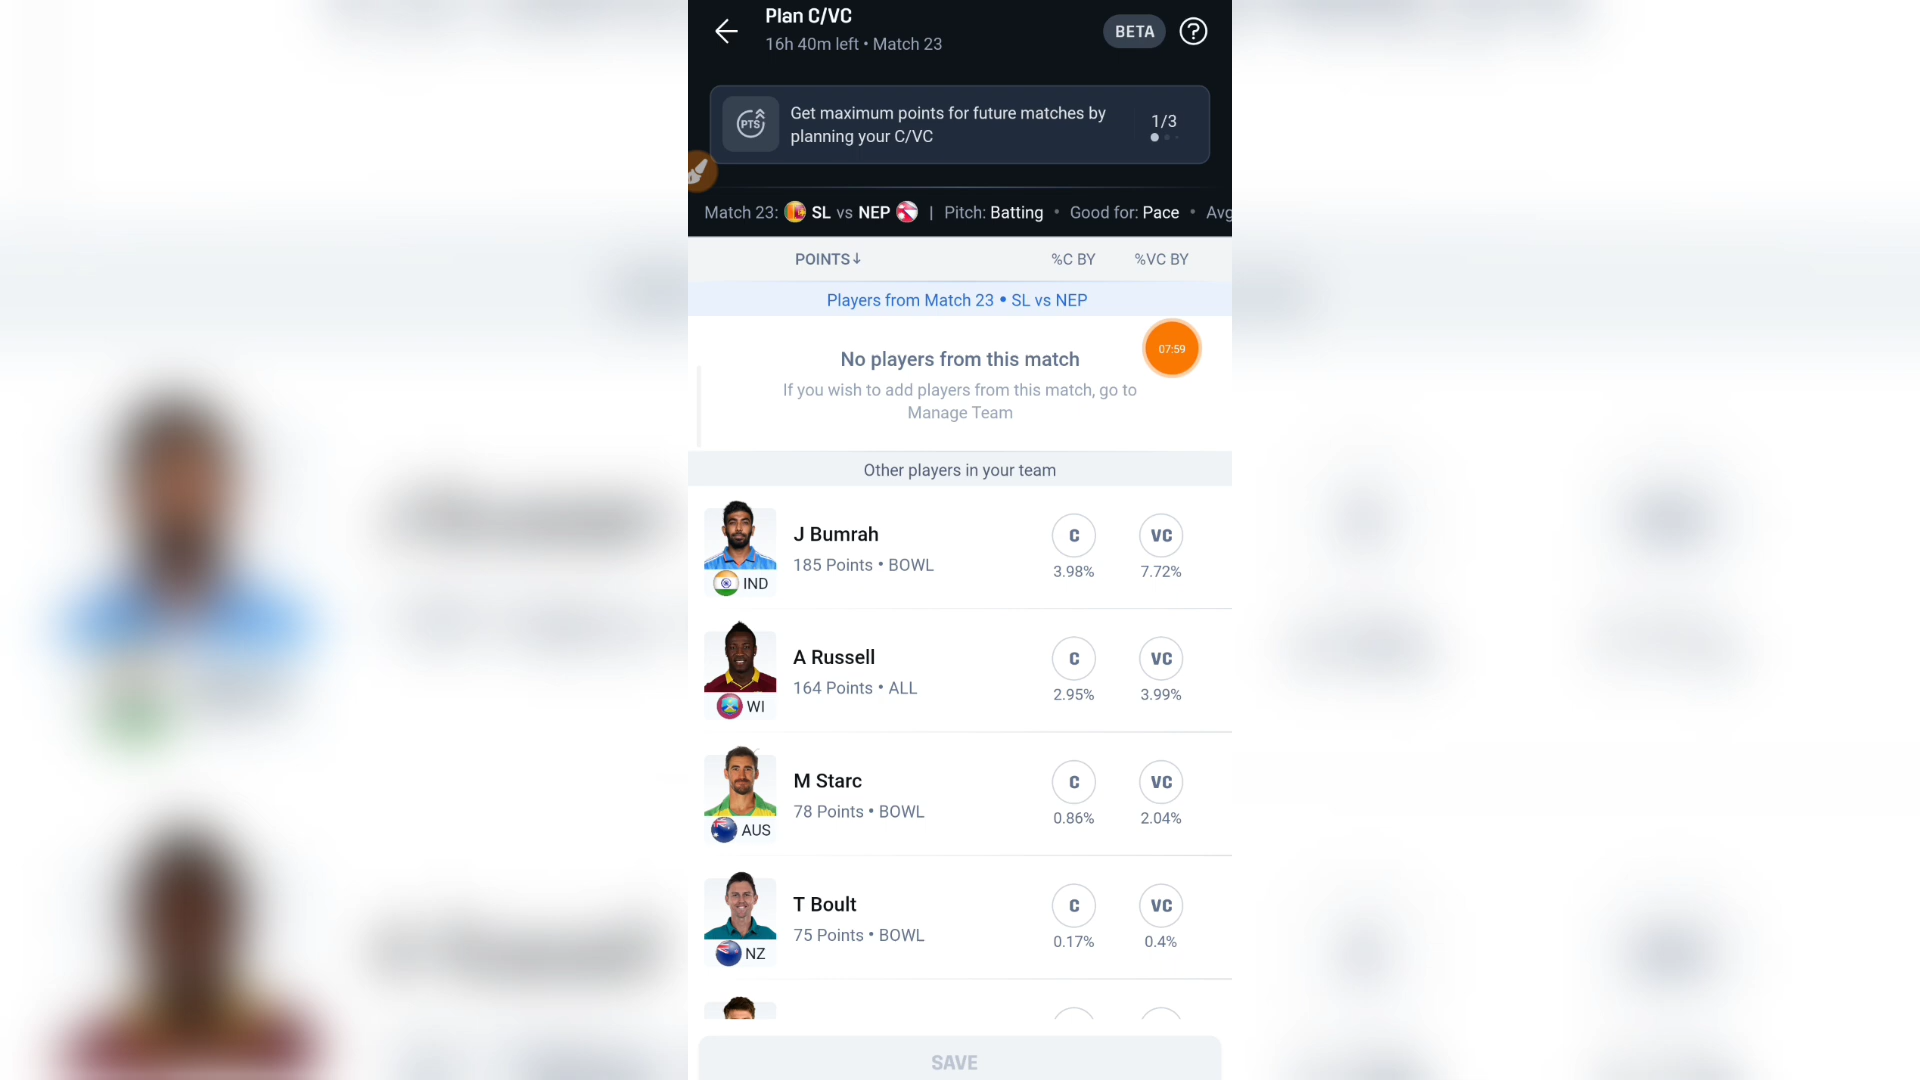 Plan C/VC
16h 40m left • Match 23
BETA
?
PTS
Get maximum points for future matches by
planning your C/VC
1/3
Match 23: SL vs NEP | Pitch: Batting • Good for: Pace • Avg
POINTS↓ %C BY %VC BY
Players from Match 23 • SL vs NEP
07:59
No players from this match
If you wish to add players from this match, go to
Manage Team
Other players in your team
J Bumrah
185 Points • BOWL
IND
C VC
3.98% 7.72%
A Russell
164 Points • ALL
WI
C VC
2.95% 3.99%
M Starc
78 Points • BOWL
AUS
C VC
0.86% 2.04%
T Boult
75 Points • BOWL
NZ
C VC
0.17% 0.4%
SAVE